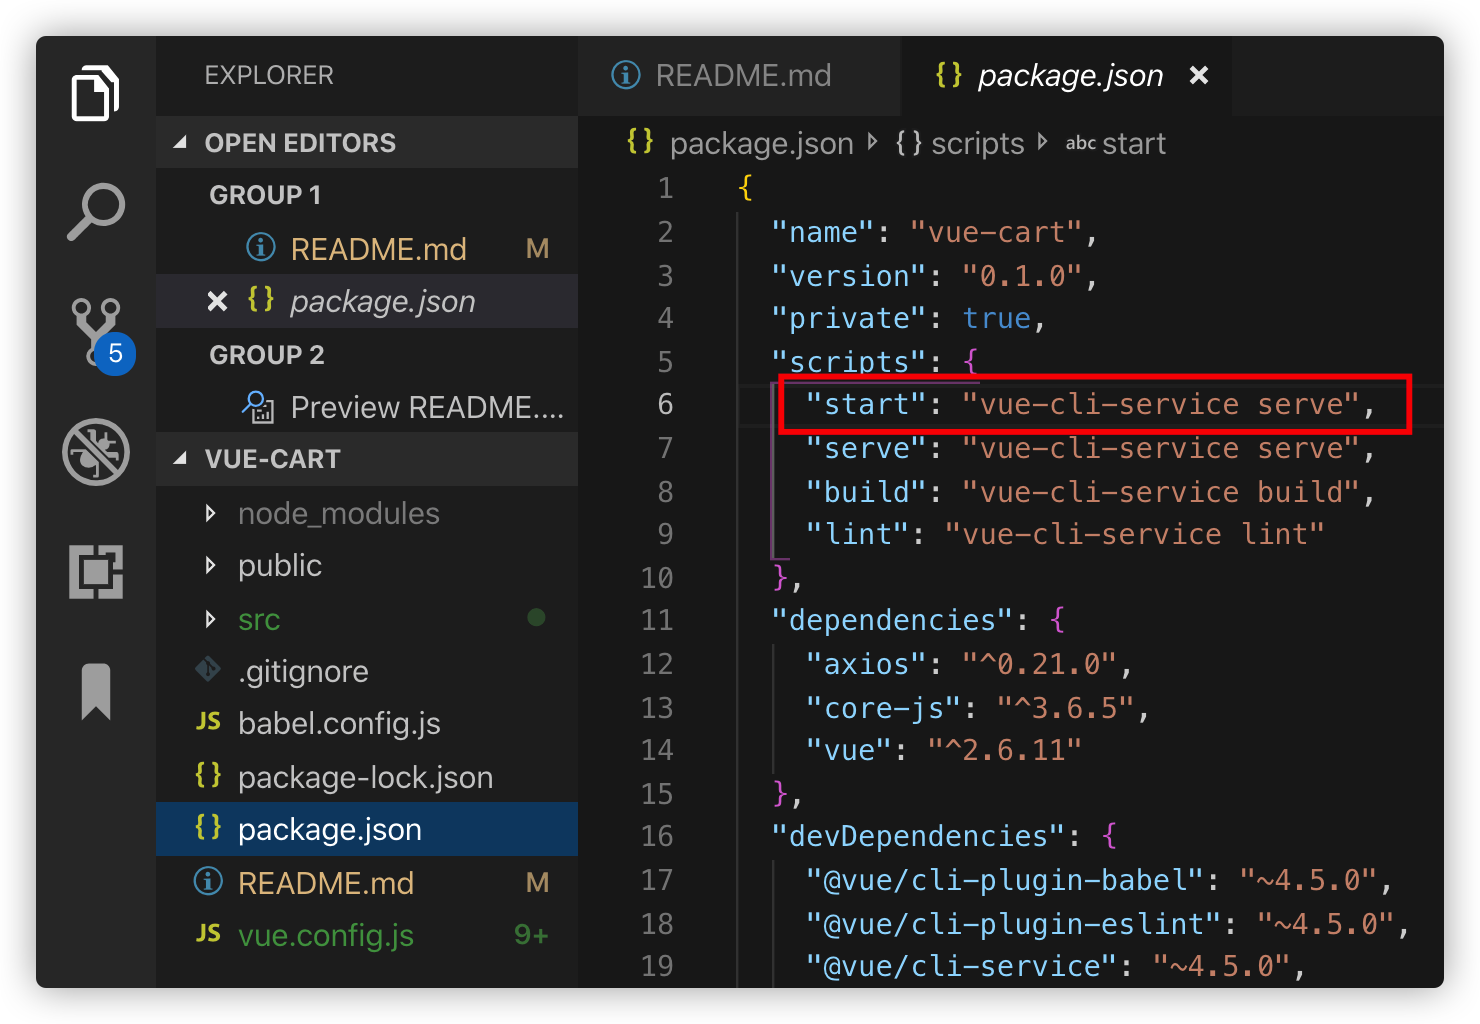 EXPLORER
OPEN EDITORS
GROUP 1
README.md M
package.json
GROUP 2
Preview README....
VUE-CART
node_modules
public
src
.gitignore
JS babel.config.js
{} package-lock.json
{} package.json
README.md M
JS vue.config.js 9+
5
README.md
{} package.json ×
{} package.json {} scripts abc start
1 {
2 "name": "vue-cart",
3 "version": "0.1.0",
4 "private": true,
5 "scripts": {
6 "start": "vue-cli-service serve",
7 "serve": "vue-cli-service serve",
8 "build": "vue-cli-service build",
9 "lint": "vue-cli-service lint"
10 },
11 "dependencies": {
12 "axios": "^0.21.0",
13 "core-js": "^3.6.5",
14 "vue": "^2.6.11"
15 },
16 "devDependencies": {
17 "@vue/cli-plugin-babel": "~4.5.0",
18 "@vue/cli-plugin-eslint": "~4.5.0",
19 "@vue/cli-service": "~4.5.0",